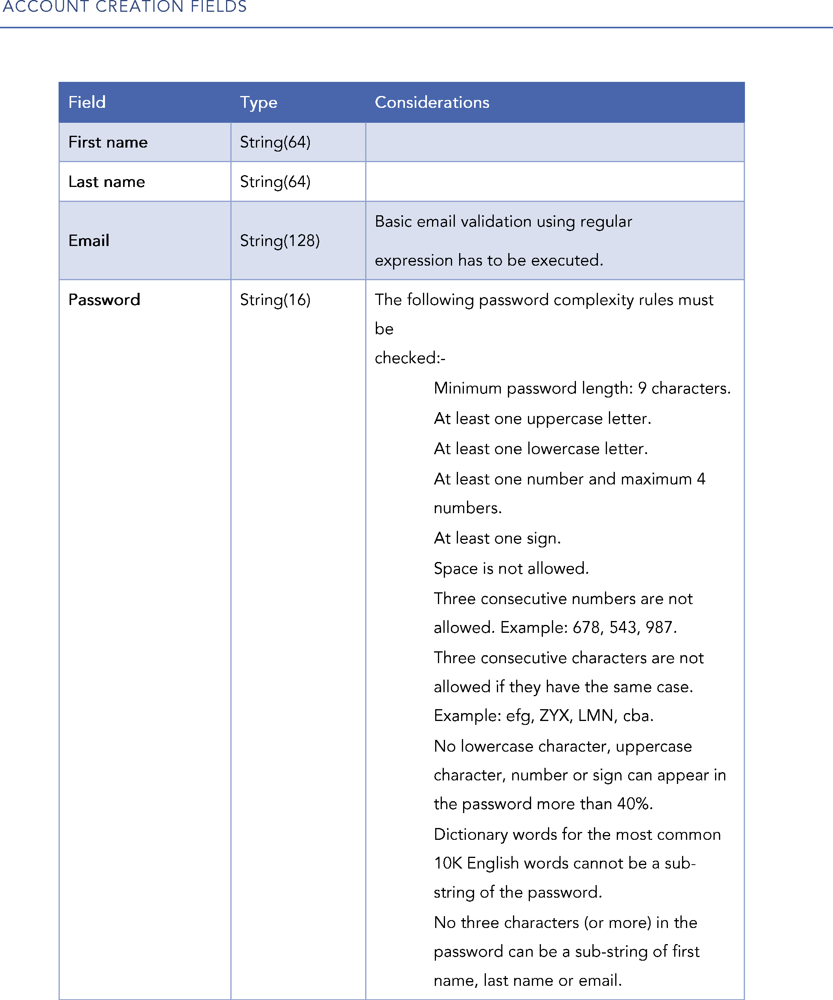 ACCOUNT CREATION FIELDS
Field Type Considerations
First name String(64)
Last name String(64)
Email String(128) Basic email validation using regular
expression has to be executed.
Password String(16) The following password complexity rules must
be
checked:-
Minimum password length: 9 characters.
At least one uppercase letter.
At least one lowercase letter.
At least one number and maximum 4
numbers.
At least one sign.
Space is not allowed.
Three consecutive numbers are not
allowed. Example: 678, 543, 987.
Three consecutive characters are not
allowed if they have the same case.
Example: efg, ZYX, LMN, cba.
No lowercase character, uppercase
character, number or sign can appear in
the password more than 40%.
Dictionary words for the most common
10K English words cannot be a sub-
string of the password.
No three characters (or more) in the
password can be a sub-string of first
name, last name or email.